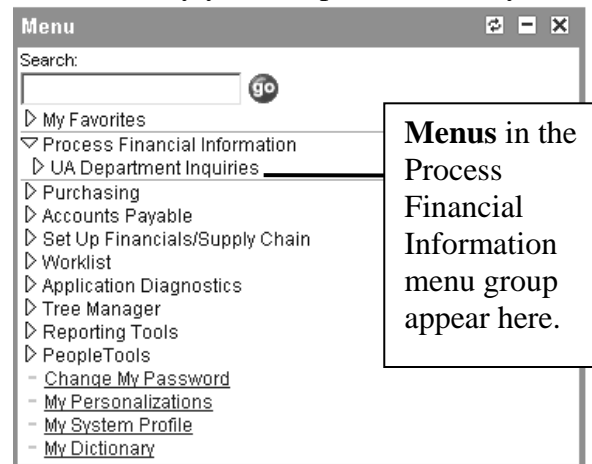 Menu
Search:
go
My Favorites
Process Financial Information
UA Department Inquiries
Purchasing
Accounts Payable
Set Up Financials/Supply Chain
Worklist
Application Diagnostics
Tree Manager
Reporting Tools
PeopleTools
Change My Password
My Personalizations
My System Profile
My Dictionary
Menus in the
Process
Financial
Information
menu group
appear here.